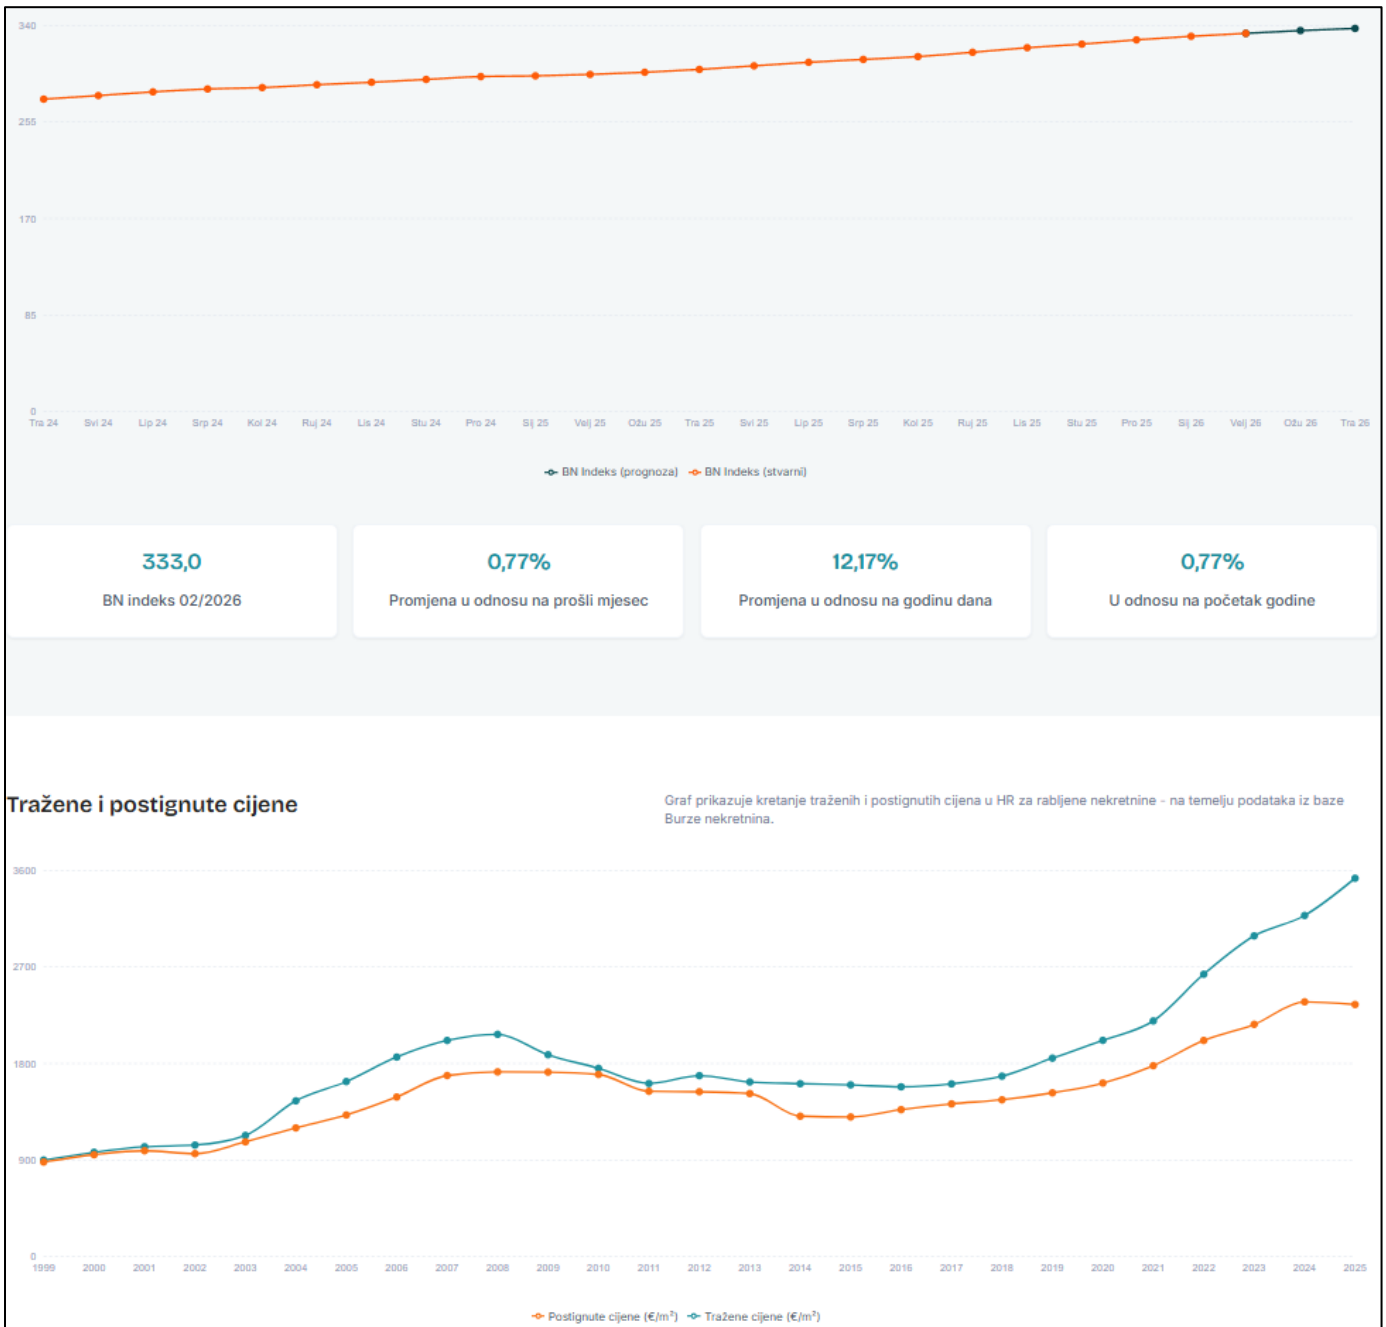 340
255
170
85
0
Tra 24 Svi 24 Lip 24 Srp 24 Kol 24 Ruj 24 Lis 24 Stu 24 Pro 24 Sij 25 Velj 25 Ožu 25 Tra 25 Svi 25 Lip 25 Srp 25 Kol 25 Ruj 25 Lis 25 Stu 25 Pro 25 Sij 26 Velj 26 Ožu 26 Tra 26
BN Indeks (prognoza) BN Indeks (stvarni)
333,0
BN indeks 02/2026
0,77%
Promjena u odnosu na prošli mjesec
12,17%
Promjena u odnosu na godinu dana
0,77%
U odnosu na početak godine
Tražene i postignute cijene
Graf prikazuje kretanje traženih i postignutih cijena u HR za rabljene nekretnine - na temelju podataka iz baze
Burze nekretnina.
3600
2700
1800
900
0
1999 2000 2001 2002 2003 2004 2005 2006 2007 2008 2009 2010 2011 2012 2013 2014 2015 2016 2017 2018 2019 2020 2021 2022 2023 2024 2025
Postignute cijene (€/m²) Tražene cijene (€/m²)